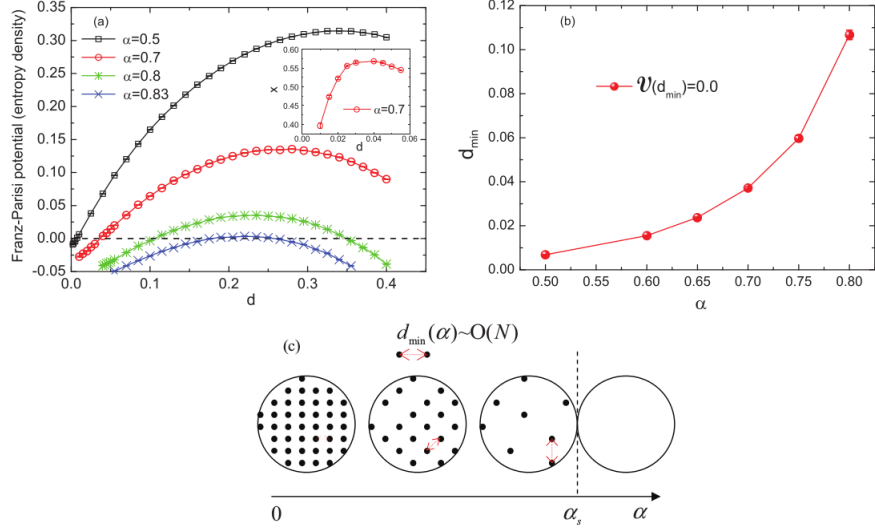 (a)
Franz-Parisi potential (entropy density)
0.35
0.30
0.25
0.20
0.15
0.10
0.05
0.00
-0.05
α=0.5
α=0.7
α=0.8
α=0.83
0.60
0.55
0.50
0.45
0.40
x
α=0.7
0.00 0.02 0.04 0.06
d
0.0 0.1 0.2 0.3 0.4
d
(b)
d_min
0.12
0.10
0.08
0.06
0.04
0.02
0.00
𝒱(d_min)=0.0
0.50 0.55 0.60 0.65 0.70 0.75 0.80
α
(c)
d_min(α)~O(N)
0 α_s α